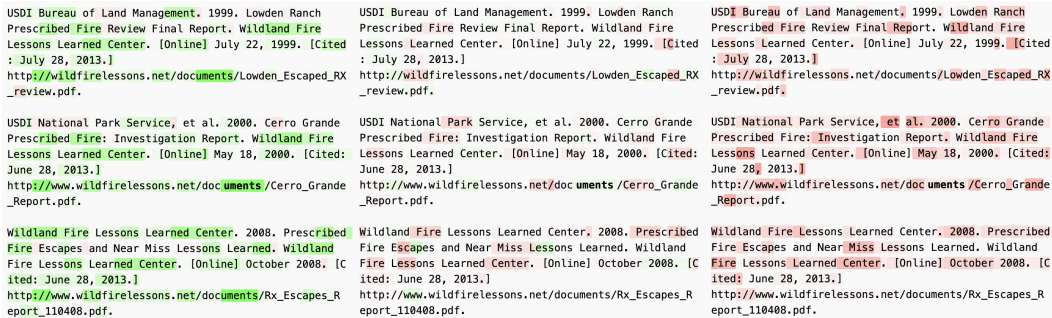 USDI Bureau of Land Management. 1999. Lowden Ranch
Prescribed Fire Review Final Report. Wildland Fire
Lessons Learned Center. [Online] July 22, 1999. [Cited
: July 28, 2013.]
http://wildfirelessons.net/documents/Lowden_Escaped_RX
_review.pdf.
USDI National Park Service, et al. 2000. Cerro Grande
Prescribed Fire: Investigation Report. Wildland Fire
Lessons Learned Center. [Online] May 18, 2000. [Cited:
June 28, 2013.]
http://www.wildfirelessons.net/documents/Cerro_Grande
_Report.pdf.
Wildland Fire Lessons Learned Center. 2008. Prescribed
Fire Escapes and Near Miss Lessons Learned. Wildland
Fire Lessons Learned Center. [Online] October 2008. [C
ited: June 28, 2013.]
http://www.wildfirelessons.net/documents/Rx_Escapes_R
eport_110408.pdf.
USDI Bureau of Land Management. 1999. Lowden Ranch
Prescribed Fire Review Final Report. Wildland Fire
Lessons Learned Center. [Online] July 22, 1999. [Cited
: July 28, 2013.]
http://wildfirelessons.net/documents/Lowden_Escaped_RX
_review.pdf.
USDI National Park Service, et al. 2000. Cerro Grande
Prescribed Fire: Investigation Report. Wildland Fire
Lessons Learned Center. [Online] May 18, 2000. [Cited:
June 28, 2013.]
http://www.wildfirelessons.net/documents /Cerro_Grande
_Report.pdf.
Wildland Fire Lessons Learned Center. 2008. Prescribed
Fire Escapes and Near Miss Lessons Learned. Wildland
Fire Lessons Learned Center. [Online] October 2008. [C
ited: June 28, 2013.]
http://www.wildfirelessons.net/documents/Rx_Escapes_R
eport_110408.pdf.
USDI Bureau of Land Management. 1999. Lowden Ranch
Prescribed Fire Review Final Report. Wildland Fire
Lessons Learned Center. [Online] July 22, 1999. [Cited
: July 28, 2013.]
http://wildfirelessons.net/documents/Lowden_Escaped_RX
_review.pdf.
USDI National Park Service, et al. 2000. Cerro Grande
Prescribed Fire: Investigation Report. Wildland Fire
Lessons Learned Center. [Online] May 18, 2000. [Cited:
June 28, 2013.]
http://www.wildfirelessons.net/documents /Cerro_Grande
_Report.pdf.
Wildland Fire Lessons Learned Center. 2008. Prescribed
Fire Escapes and Near Miss Lessons Learned. Wildland
Fire Lessons Learned Center. [Online] October 2008. [C
ited: June 28, 2013.]
http://www.wildfirelessons.net/documents/Rx_Escapes_R
eport_110408.pdf.